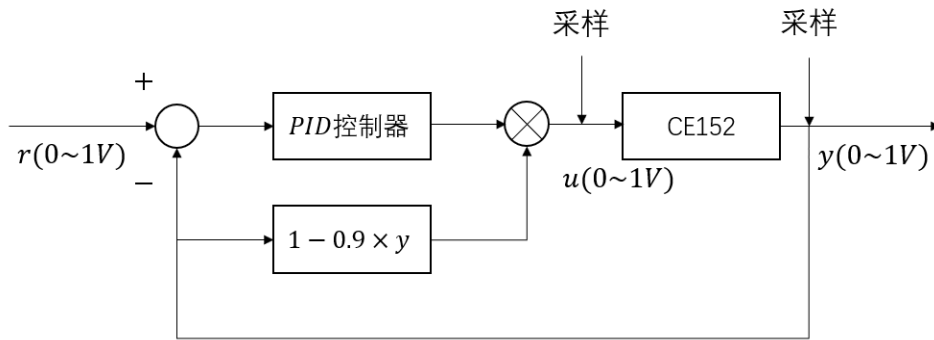 采样
采样
+
PID控制器
CE152
r(0~1V)
−
u(0~1V)
y(0~1V)
1 − 0.9 × y